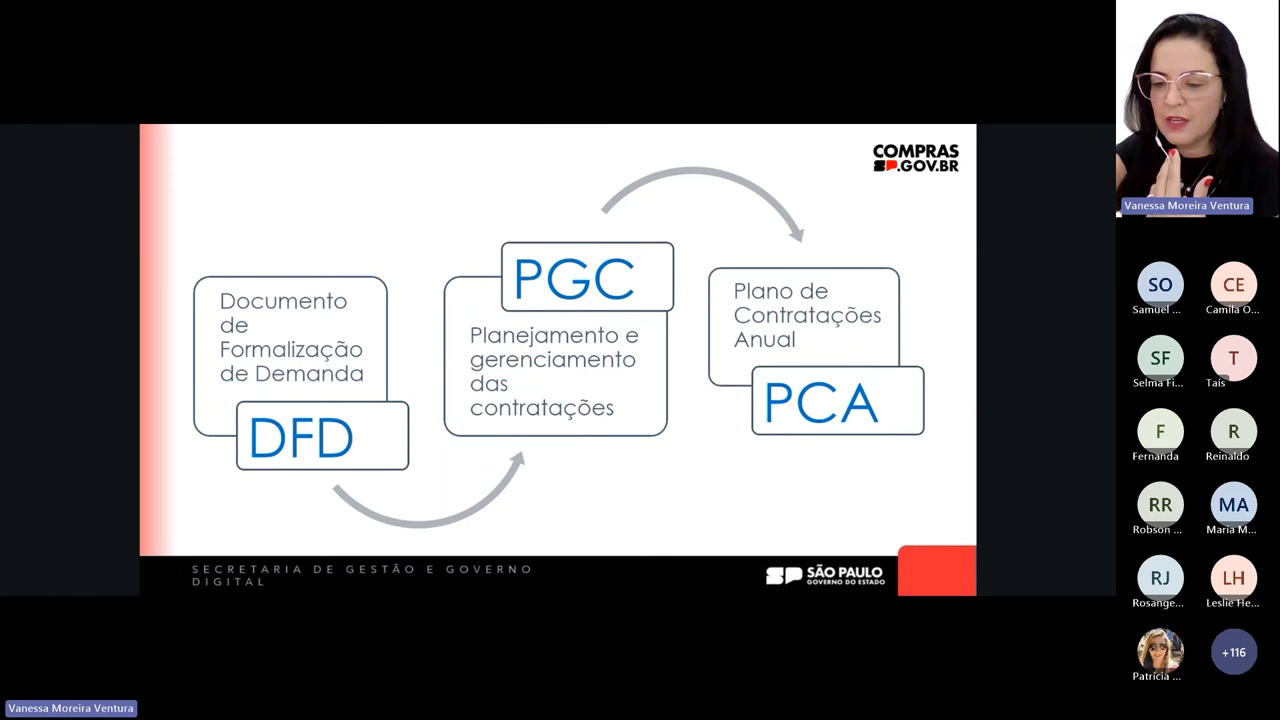 COMPRAS
SP.GOV.BR
Documento
de
Formalização
de Demanda
DFD
PGC
Planejamento e
gerenciamento
das
contratações
Plano de
Contratações
Anual
PCA
SECRETARIA DE GESTÃO E GOVERNO
DIGITAL
SP SÃO PAULO
GOVERNO DO ESTADO
Vanessa Moreira Ventura
SO
Samuel ...
CE
Camila O...
SF
Selma Fi...
T
Taís
F
Fernanda
R
Reinaldo
RR
Robson ...
MA
Maria M...
RJ
Rosange...
LH
Leslie He...
Patrícia ...
+116
Vanessa Moreira Ventura